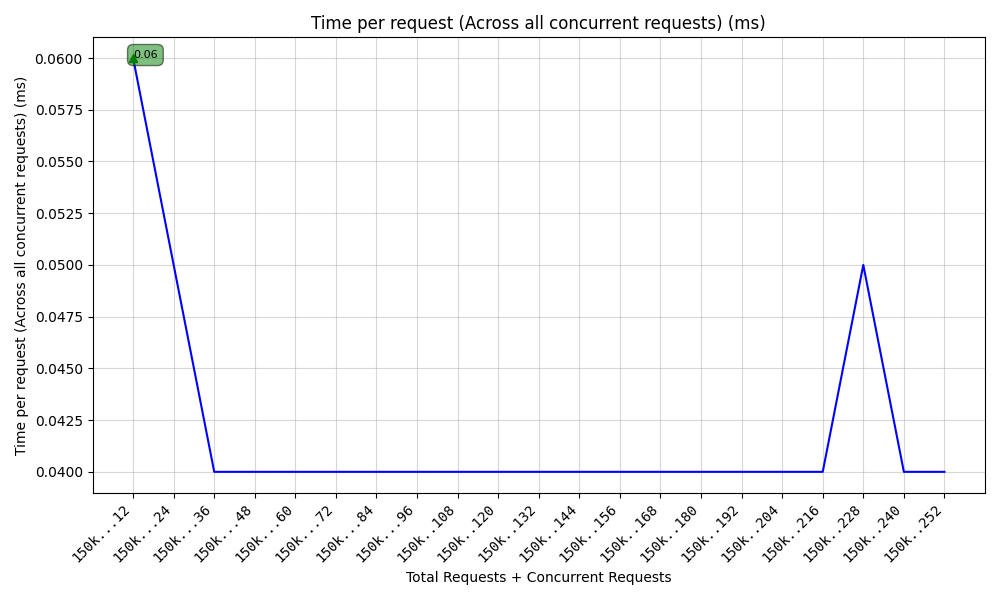 Time per request (Across all concurrent requests) (ms)
Time per request (Across all concurrent requests) (ms)
0.0600
0.0575
0.0550
0.0525
0.0500
0.0475
0.0450
0.0425
0.0400
0.06
150k...12
150k...24
150k...36
150k...48
150k...60
150k...72
150k...84
150k...96
150k..108
150k..120
150k..132
150k..144
150k..156
150k..168
150k..180
150k..192
150k..204
150k..216
150k..228
150k..240
150k..252
Total Requests + Concurrent Requests